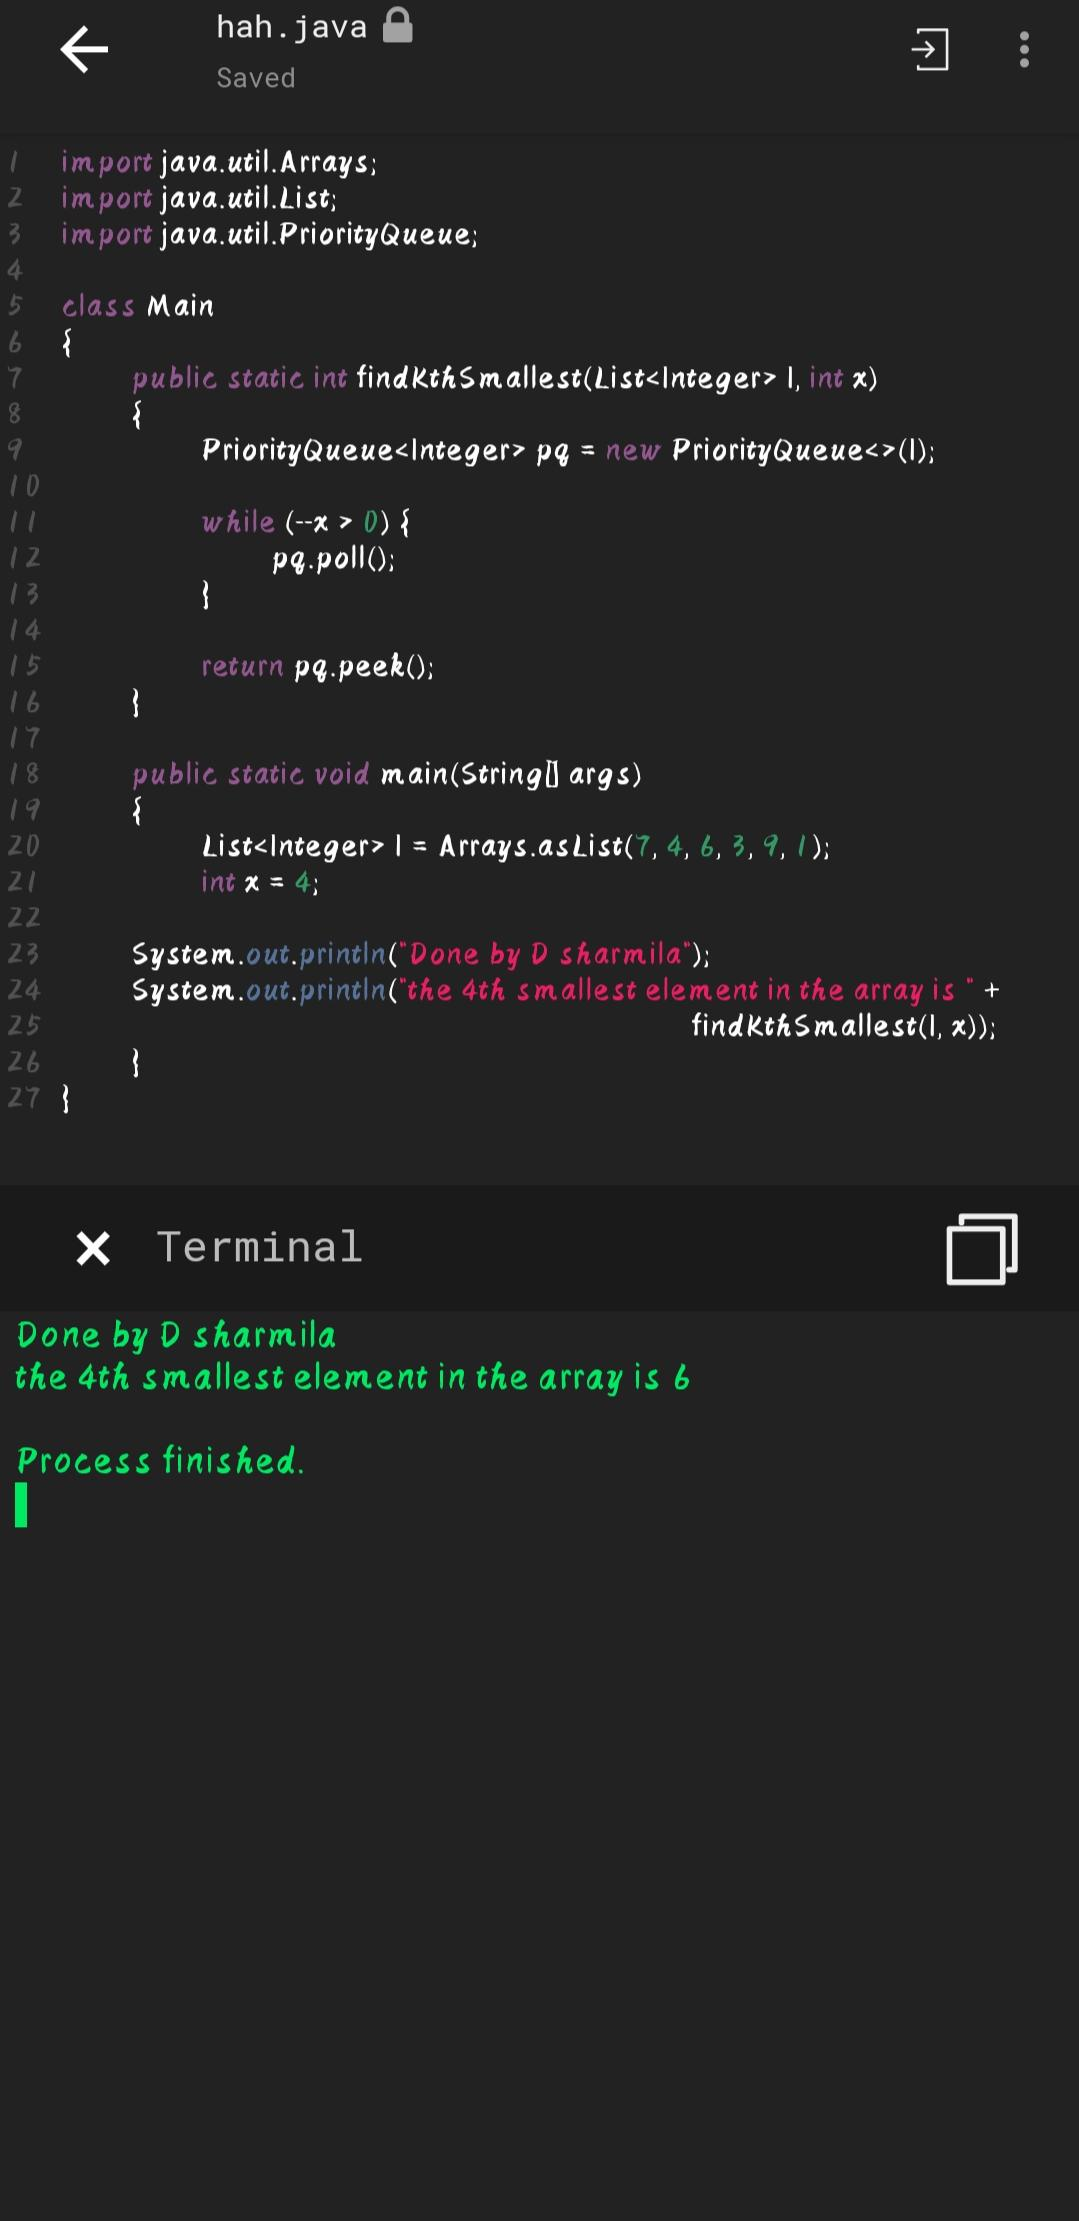 hah.java
Saved
1 import java.util.Arrays;
2 import java.util.List;
3 import java.util.PriorityQueue;
4
5 class Main
6 {
7 public static int findKthSmallest(List<Integer> l, int x)
8 {
9 PriorityQueue<Integer> pq = new PriorityQueue<>(l);
10
11 while (--x > 0) {
12 pq.poll();
13 }
14
15 return pq.peek();
16 }
17
18 public static void main(String[] args)
19 {
20 List<Integer> l = Arrays.asList(7, 4, 6, 3, 9, 1);
21 int x = 4;
22
23 System.out.println("Done by D sharmila");
24 System.out.println("the 4th smallest element in the array is " +
25 findKthSmallest(l, x));
26 }
27 }
Terminal
Done by D sharmila
the 4th smallest element in the array is 6
Process finished.